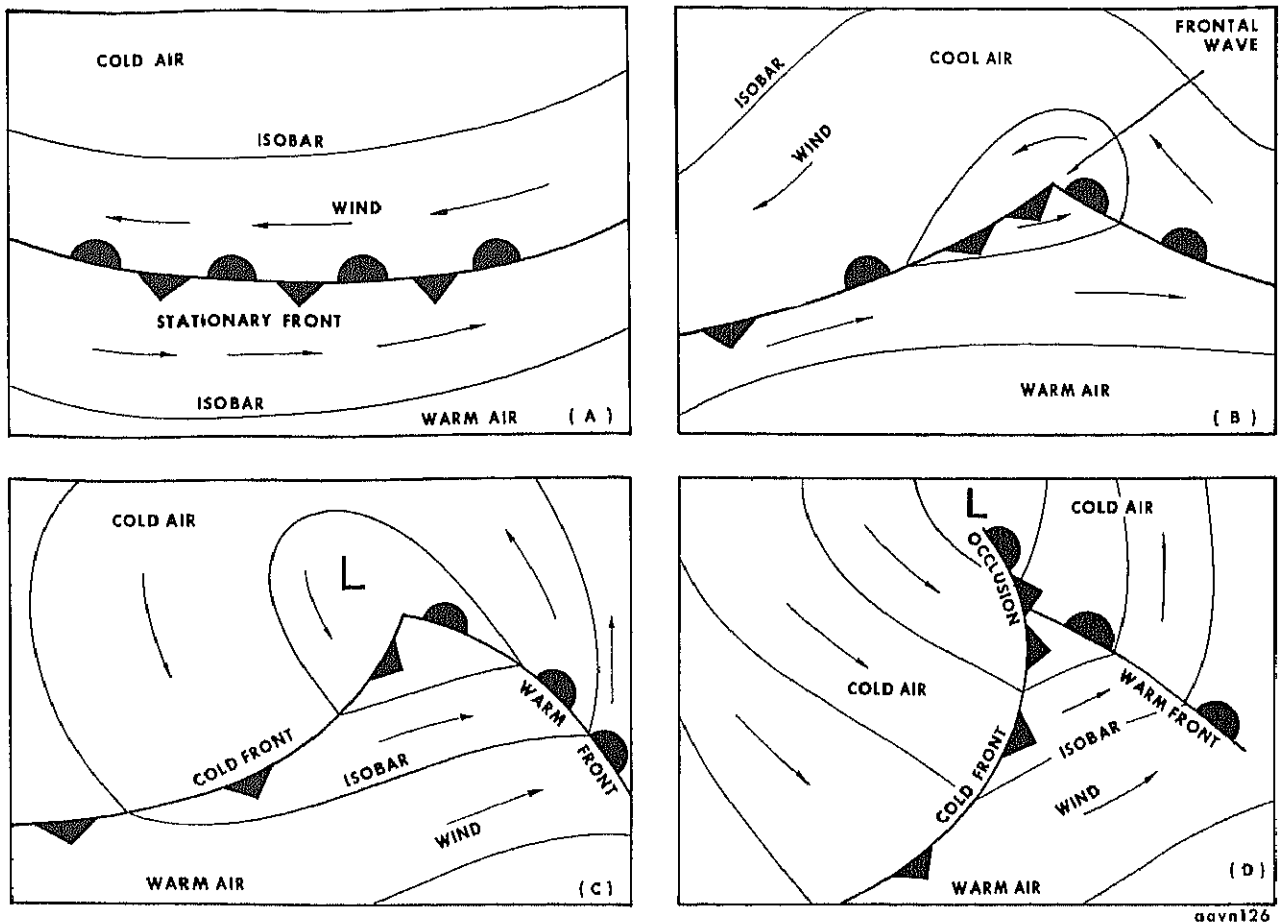 COLD AIR
ISOBAR
WIND
STATIONARY FRONT
ISOBAR
WARM AIR
( A )
FRONTAL
WAVE
COOL AIR
ISOBAR
WIND
WARM AIR
( B )
COLD AIR
L
COLD FRONT
ISOBAR
WARM
FRONT
WIND
WARM AIR
( C )
L
COLD AIR
OCCLUSION
COLD AIR
WARM FRONT
ISOBAR
COLD FRONT
WIND
WARM AIR
( D )
aavn126